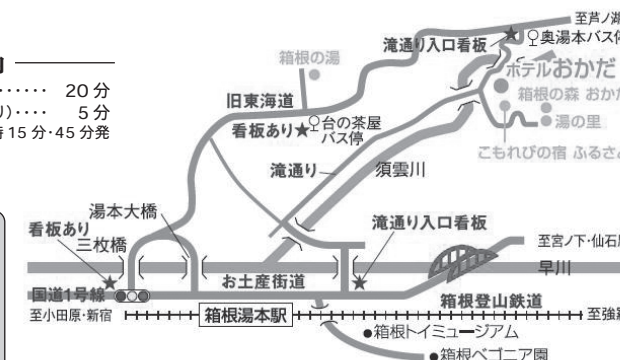 至芦ノ湖
滝通り入口看板
奥湯本バス停
箱根の湯
ホテルおかだ
20分
5分
15分・45分発
旧東海道
箱根の森 おかだ
看板あり
台の茶屋
バス停
湯の里
こもれびの宿 ふるさと
滝通り
須雲川
湯本大橋
看板あり
三枚橋
滝通り入口看板
至宮ノ下・仙石原
早川
お土産街道
国道1号線
箱根登山鉄道
至小田原・新宿
箱根湯本駅
至強羅
●箱根トイミュージアム
●箱根ベゴニア園